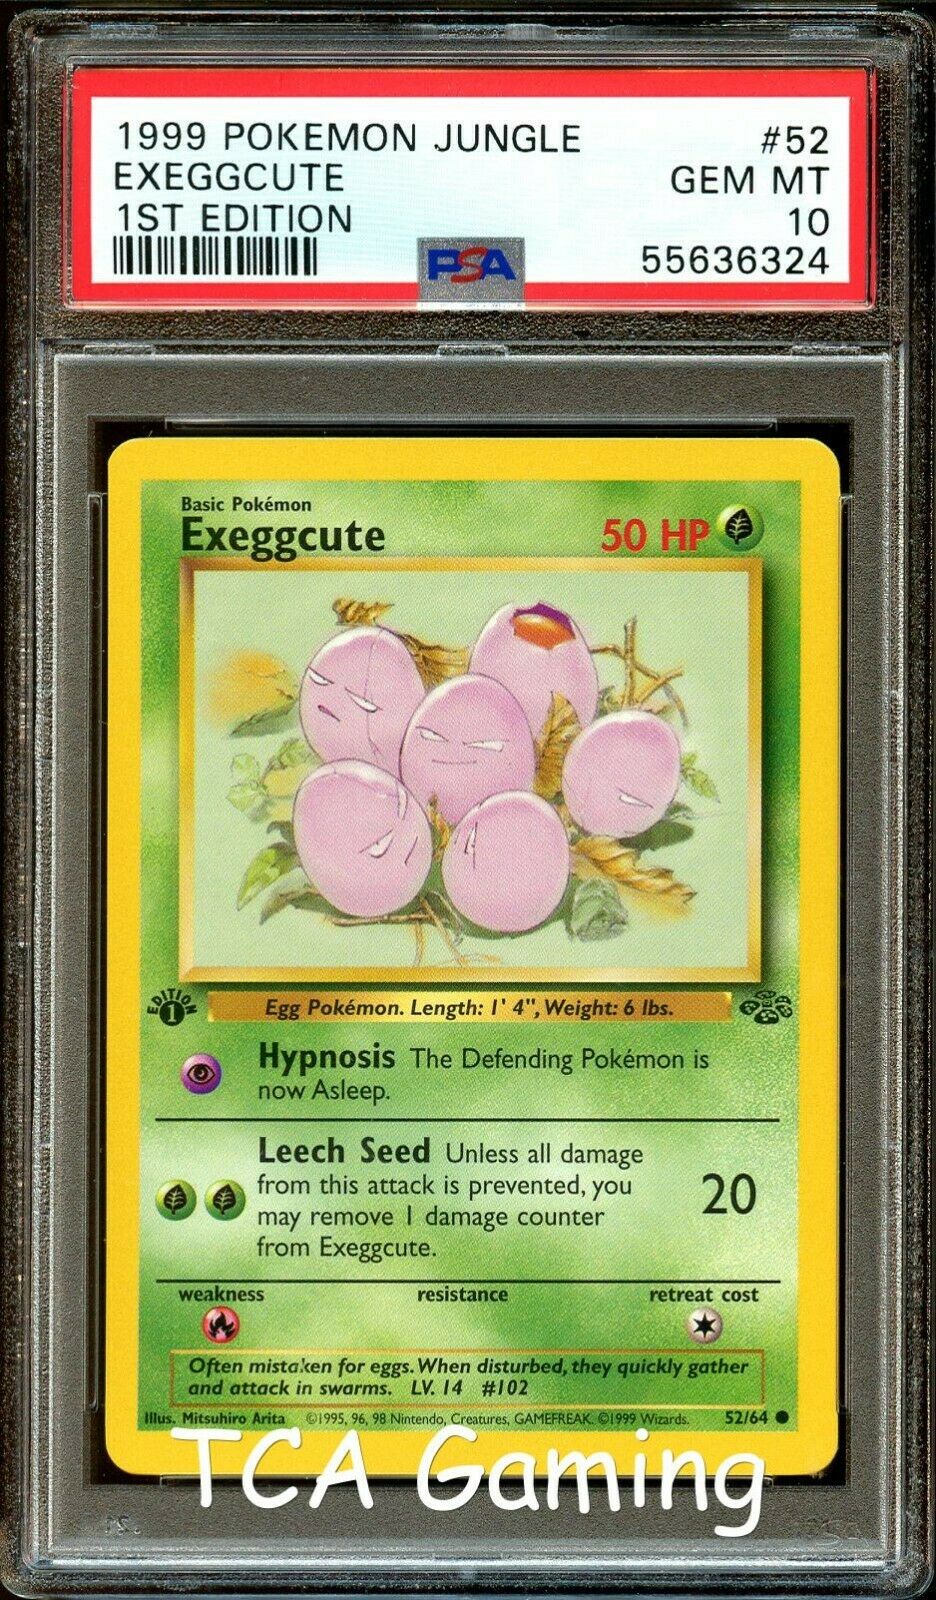 1999 POKEMON JUNGLE #52
EXEGGCUTE GEM MT
1ST EDITION 10
55636324
PSA
Basic Pokémon
Exeggcute 50 HP
EDITION
1
Egg Pokémon. Length: 1' 4", Weight: 6 lbs.
Hypnosis The Defending Pokémon is
now Asleep.
Leech Seed Unless all damage
from this attack is prevented, you
may remove 1 damage counter
from Exeggcute.
20
weakness resistance retreat cost
Often mistaken for eggs. When disturbed, they quickly gather
and attack in swarms. LV. 14 #102
Illus. Mitsuhiro Arita ©1995, 96, 98 Nintendo, Creatures, GAMEFREAK. ©1999 Wizards. 52/64
TCA Gaming